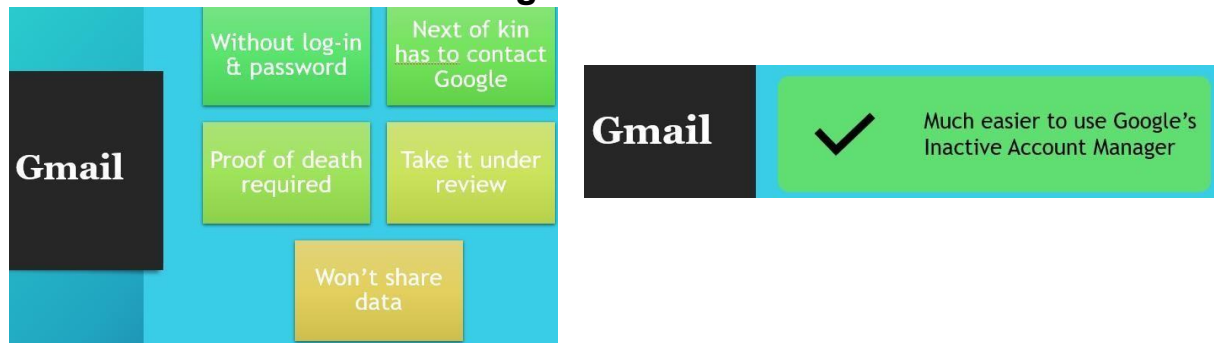 Gmail
Without log-in
& password
Next of kin
has to contact
Google
Proof of death
required
Take it under
review
Won't share
data
Gmail
Much easier to use Google's
Inactive Account Manager